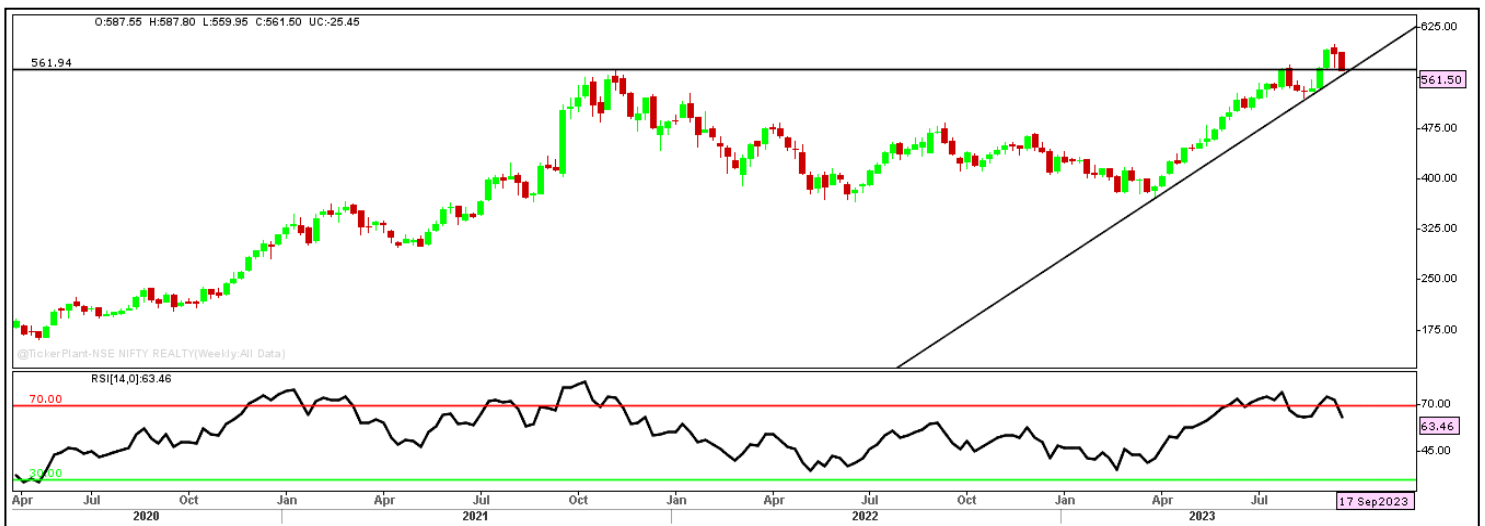 O:587.55 H:587.80 L:559.95 C:561.50 UC:-25.45
625.00
561.94
561.50
475.00
400.00
325.00
250.00
175.00
@TickerPlant-NSE NIFTY REALTY(Weekly:All Data)
RSI[14,0]:63.46
70.00
70.00
63.46
45.00
30.00
Apr Jul Oct Jan Apr Jul Oct Jan Apr Jul Oct Jan Apr Jul 17 Sep2023
2020 2021 2022 2023